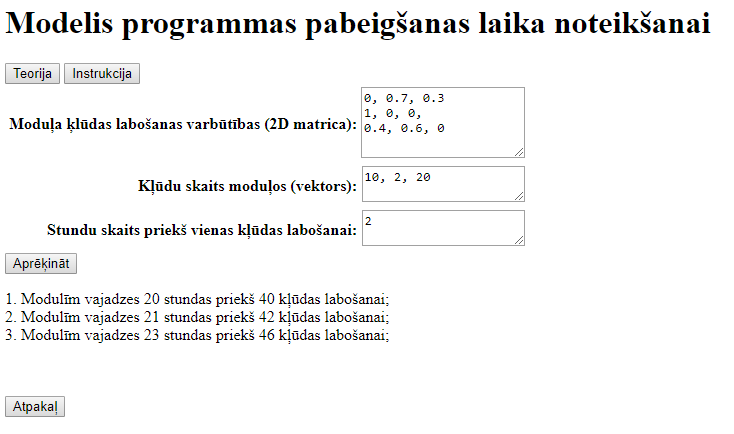 Modelis programmas pabeigšanas laika noteikšanai
Teorija Instrukcija
Moduļa ķlūdas labošanas varbūtības (2D matrica):
0, 0.7, 0.3
1, 0, 0,
0.4, 0.6, 0
Kļūdu skaits moduļos (vektors):
10, 2, 20
Stundu skaits priekš vienas kļūdas labošanai:
2
Aprēķināt
1. Modulīm vajadzes 20 stundas priekš 40 kļūdas labošanai;
2. Modulīm vajadzes 21 stundas priekš 42 kļūdas labošanai;
3. Modulīm vajadzes 23 stundas priekš 46 kļūdas labošanai;
Atpakaļ